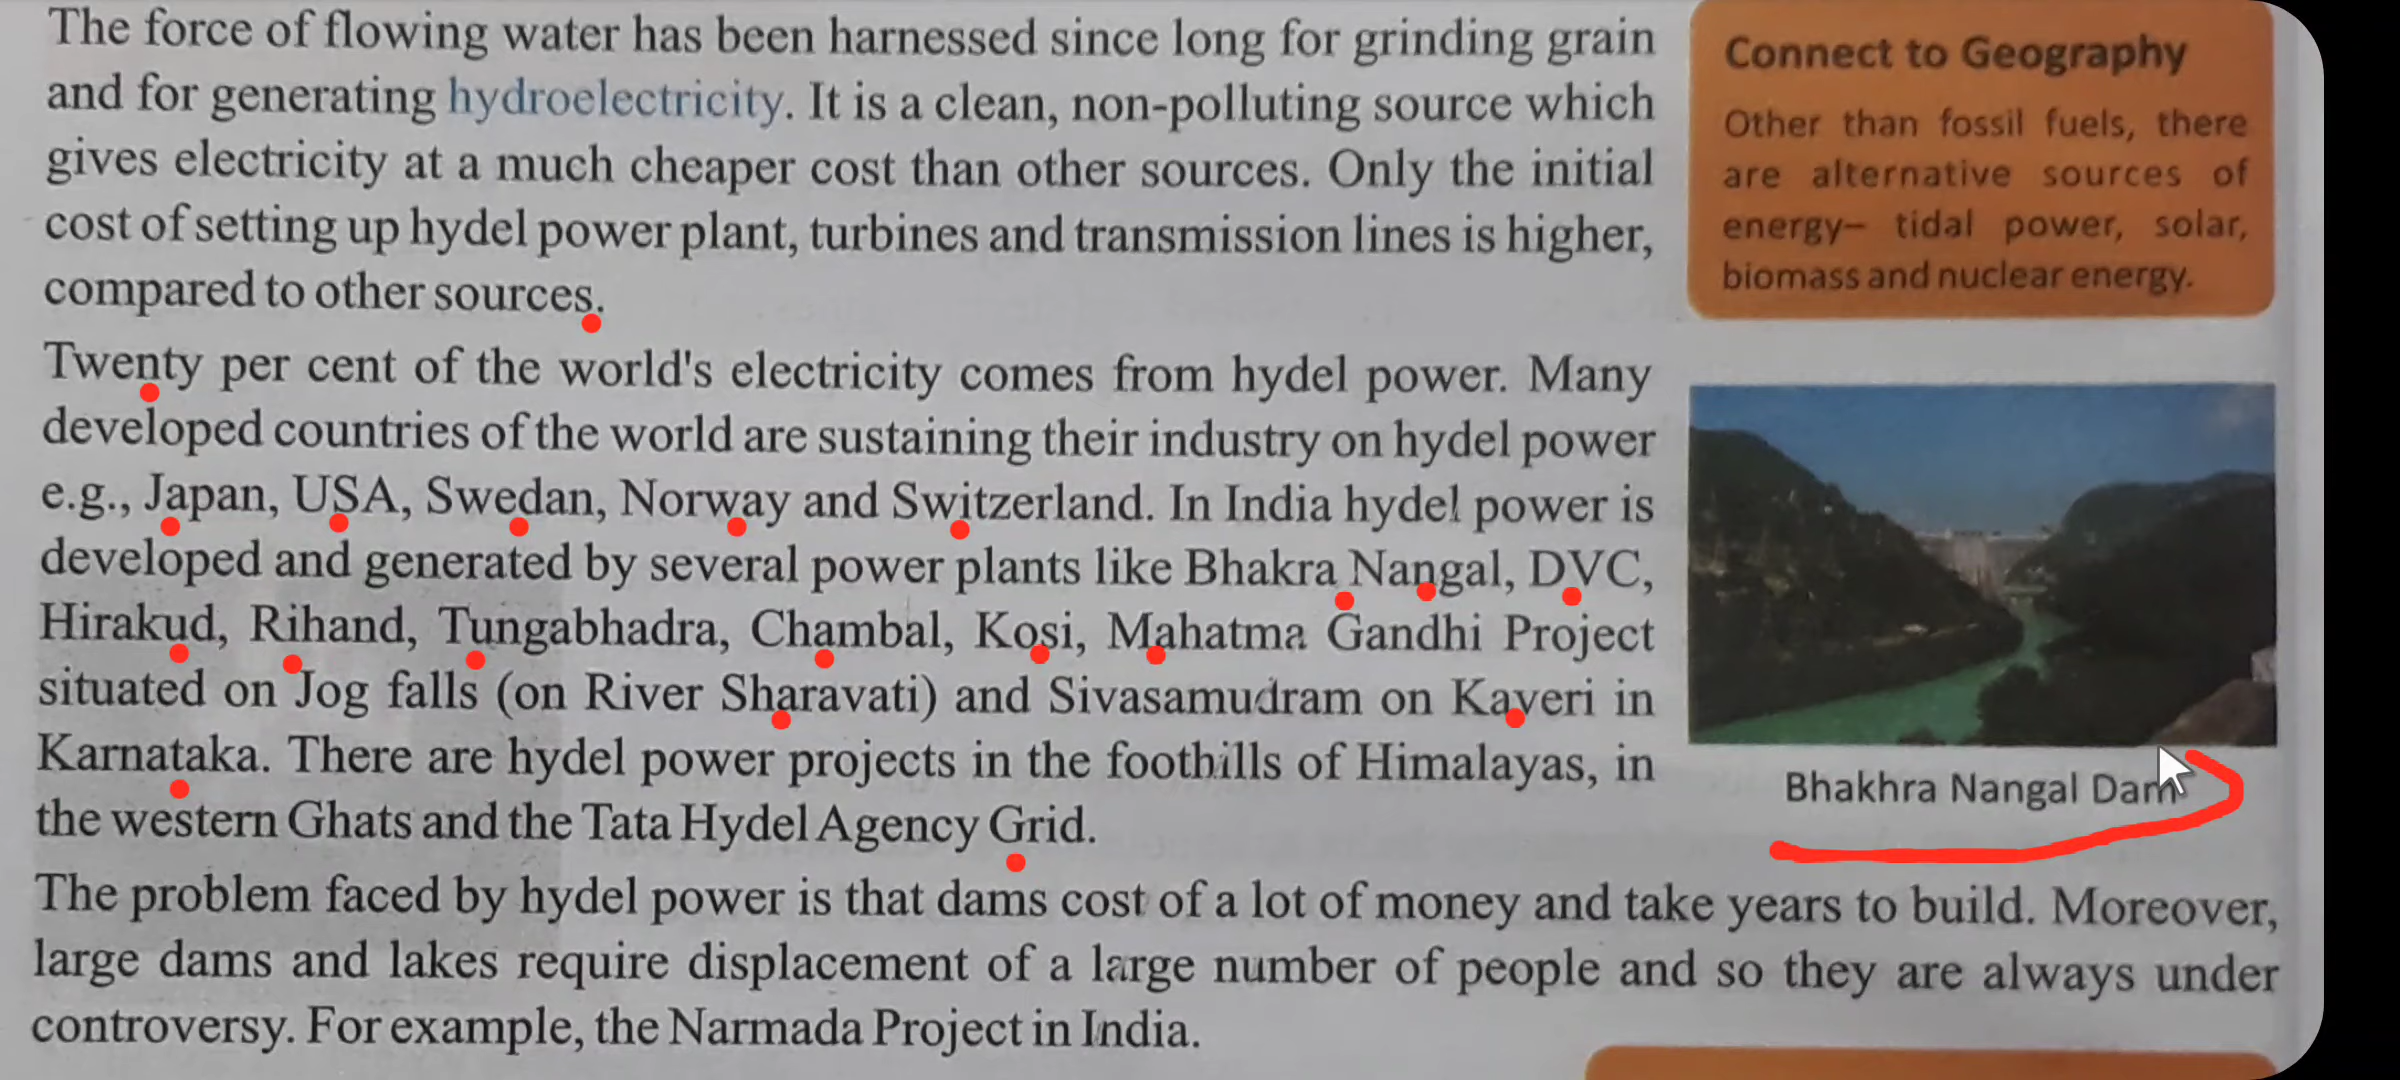 The force of flowing water has been harnessed since long for grinding grain
and for generating hydroelectricity. It is a clean, non-polluting source which
gives electricity at a much cheaper cost than other sources. Only the initial
cost of setting up hydel power plant, turbines and transmission lines is higher,
compared to other sources.
Twenty per cent of the world's electricity comes from hydel power. Many
developed countries of the world are sustaining their industry on hydel power
e.g., Japan, USA, Swedan, Norway and Switzerland. In India hydel power is
developed and generated by several power plants like Bhakra Nangal, DVC,
Hirakud, Rihand, Tungabhadra, Chambal, Kosi, Mahatma Gandhi Project
situated on Jog falls (on River Sharavati) and Sivasamudram on Kaveri in
Karnataka. There are hydel power projects in the foothills of Himalayas, in
the western Ghats and the Tata Hydel Agency Grid.
The problem faced by hydel power is that dams cost of a lot of money and take years to build. Moreover,
large dams and lakes require displacement of a large number of people and so they are always under
controversy. For example, the Narmada Project in India.
Connect to Geography
Other than fossil fuels, there
are alternative sources of
energy– tidal power, solar,
biomass and nuclear energy.
Bhakhra Nangal Dam